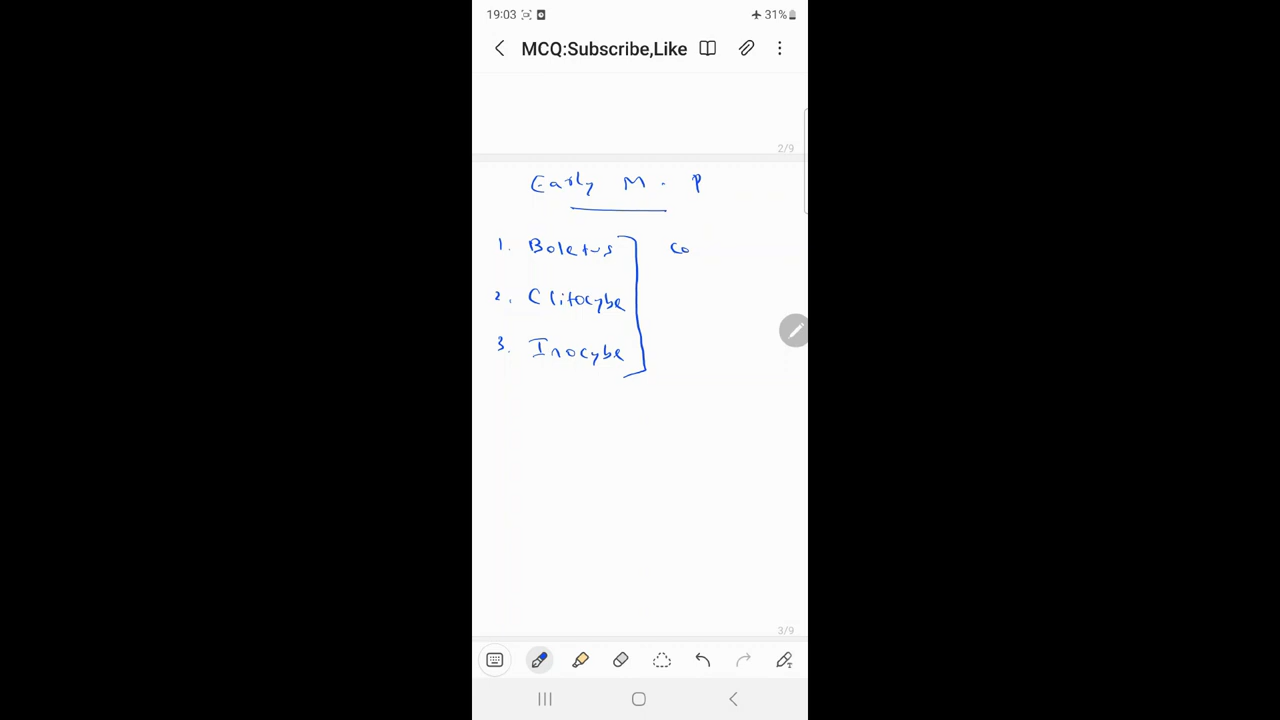 19:03 31%
MCQ:Subscribe,Like
2/9
Early M. P
1. Boletus Co
2. Clitocybe
3. Inocybe
3/9